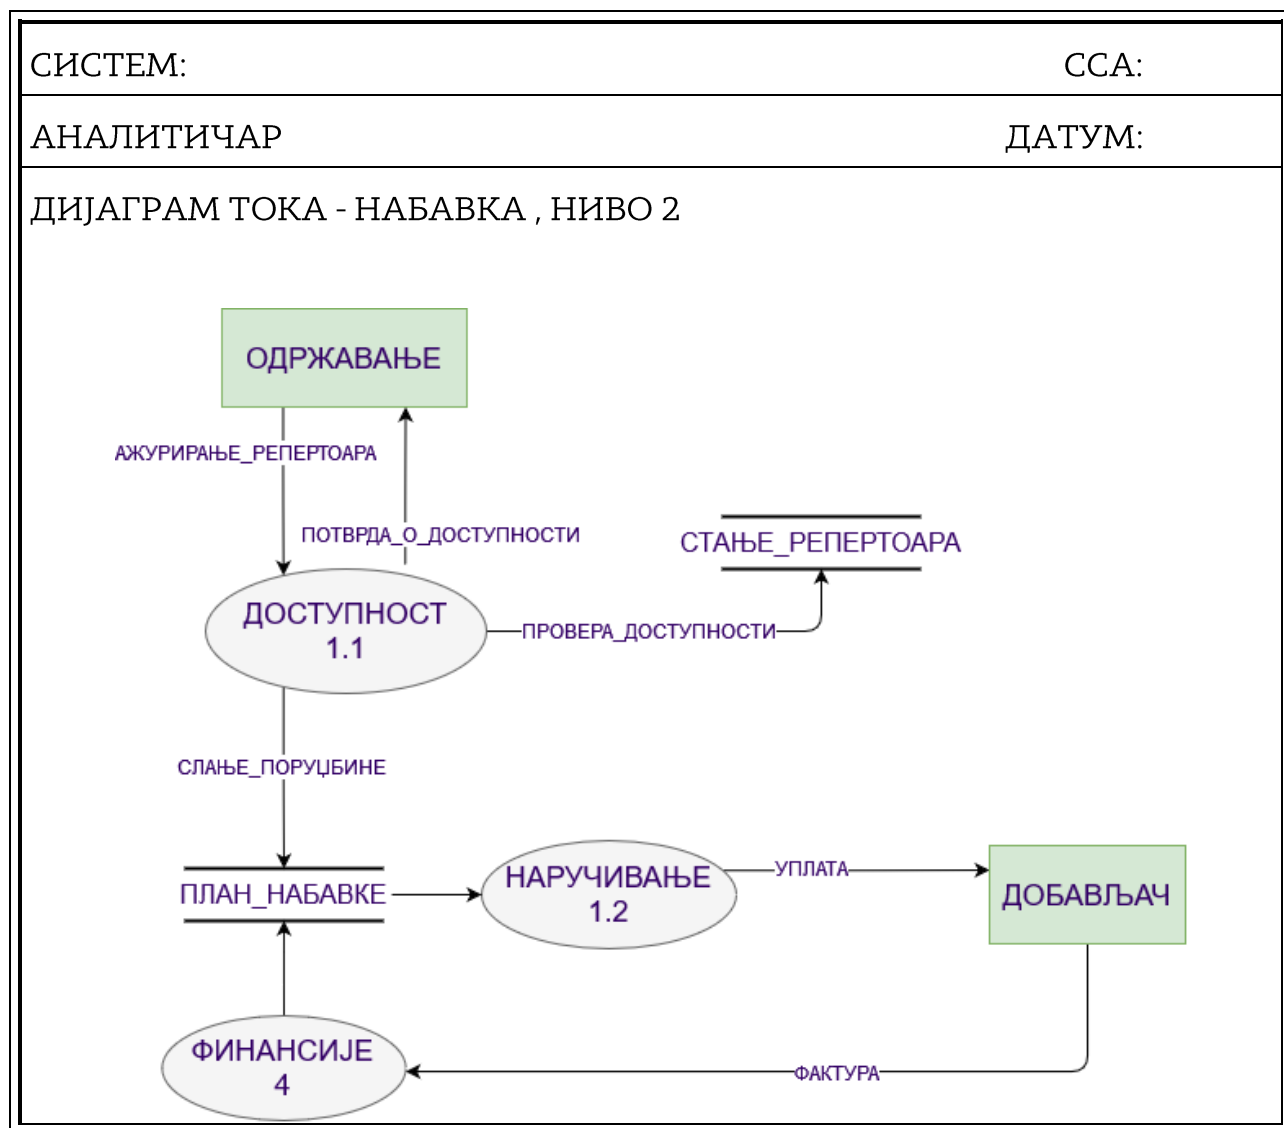 СИСТЕМ: ССА:
АНАЛИТИЧАР ДАТУМ:
ДИЈАГРАМ ТОКА - НАБАВКА , НИВО 2
ОДРЖАВАЊЕ
АЖУРИРАЊЕ_РЕПЕРТОАРА
ПОТВРДА_О_ДОСТУПНОСТИ
СТАЊЕ_РЕПЕРТОАРА
ДОСТУПНОСТ
1.1
ПРОВЕРА_ДОСТУПНОСТИ
СЛАЊЕ_ПОРУЏБИНЕ
ПЛАН_НАБАВКЕ
НАРУЧИВАЊЕ
1.2
УПЛАТА
ДОБАВЉАЧ
ФИНАНСИЈЕ
4
ФАКТУРА